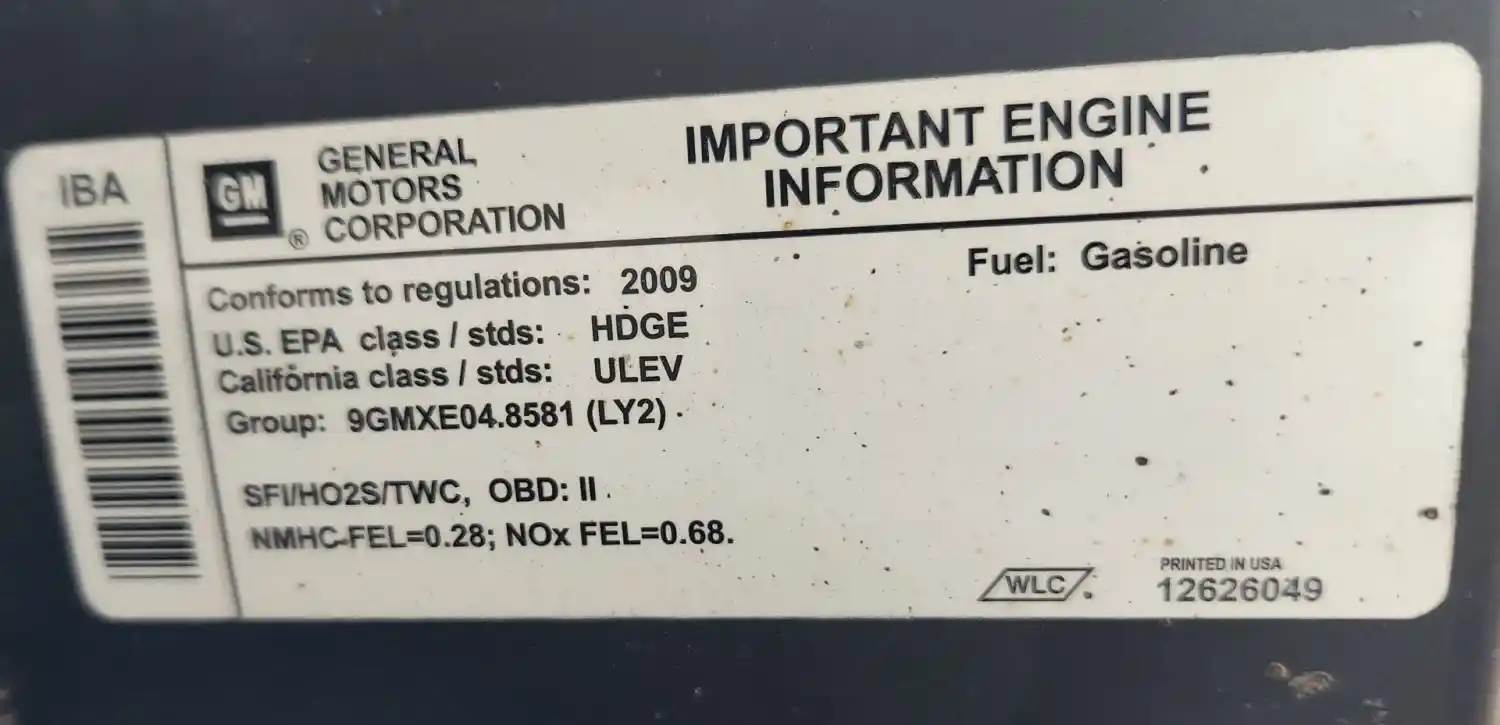 IBA
GM
®
GENERAL
MOTORS
CORPORATION
IMPORTANT ENGINE
INFORMATION
Conforms to regulations: 2009
Fuel: Gasoline
U.S. EPA class / stds: HDGE
California class / stds: ULEV
Group: 9GMXE04.8581 (LY2)
SFI/HO2S/TWC, OBD: II
NMHC-FEL=0.28; NOx FEL=0.68.
WLC
PRINTED IN USA
12626049